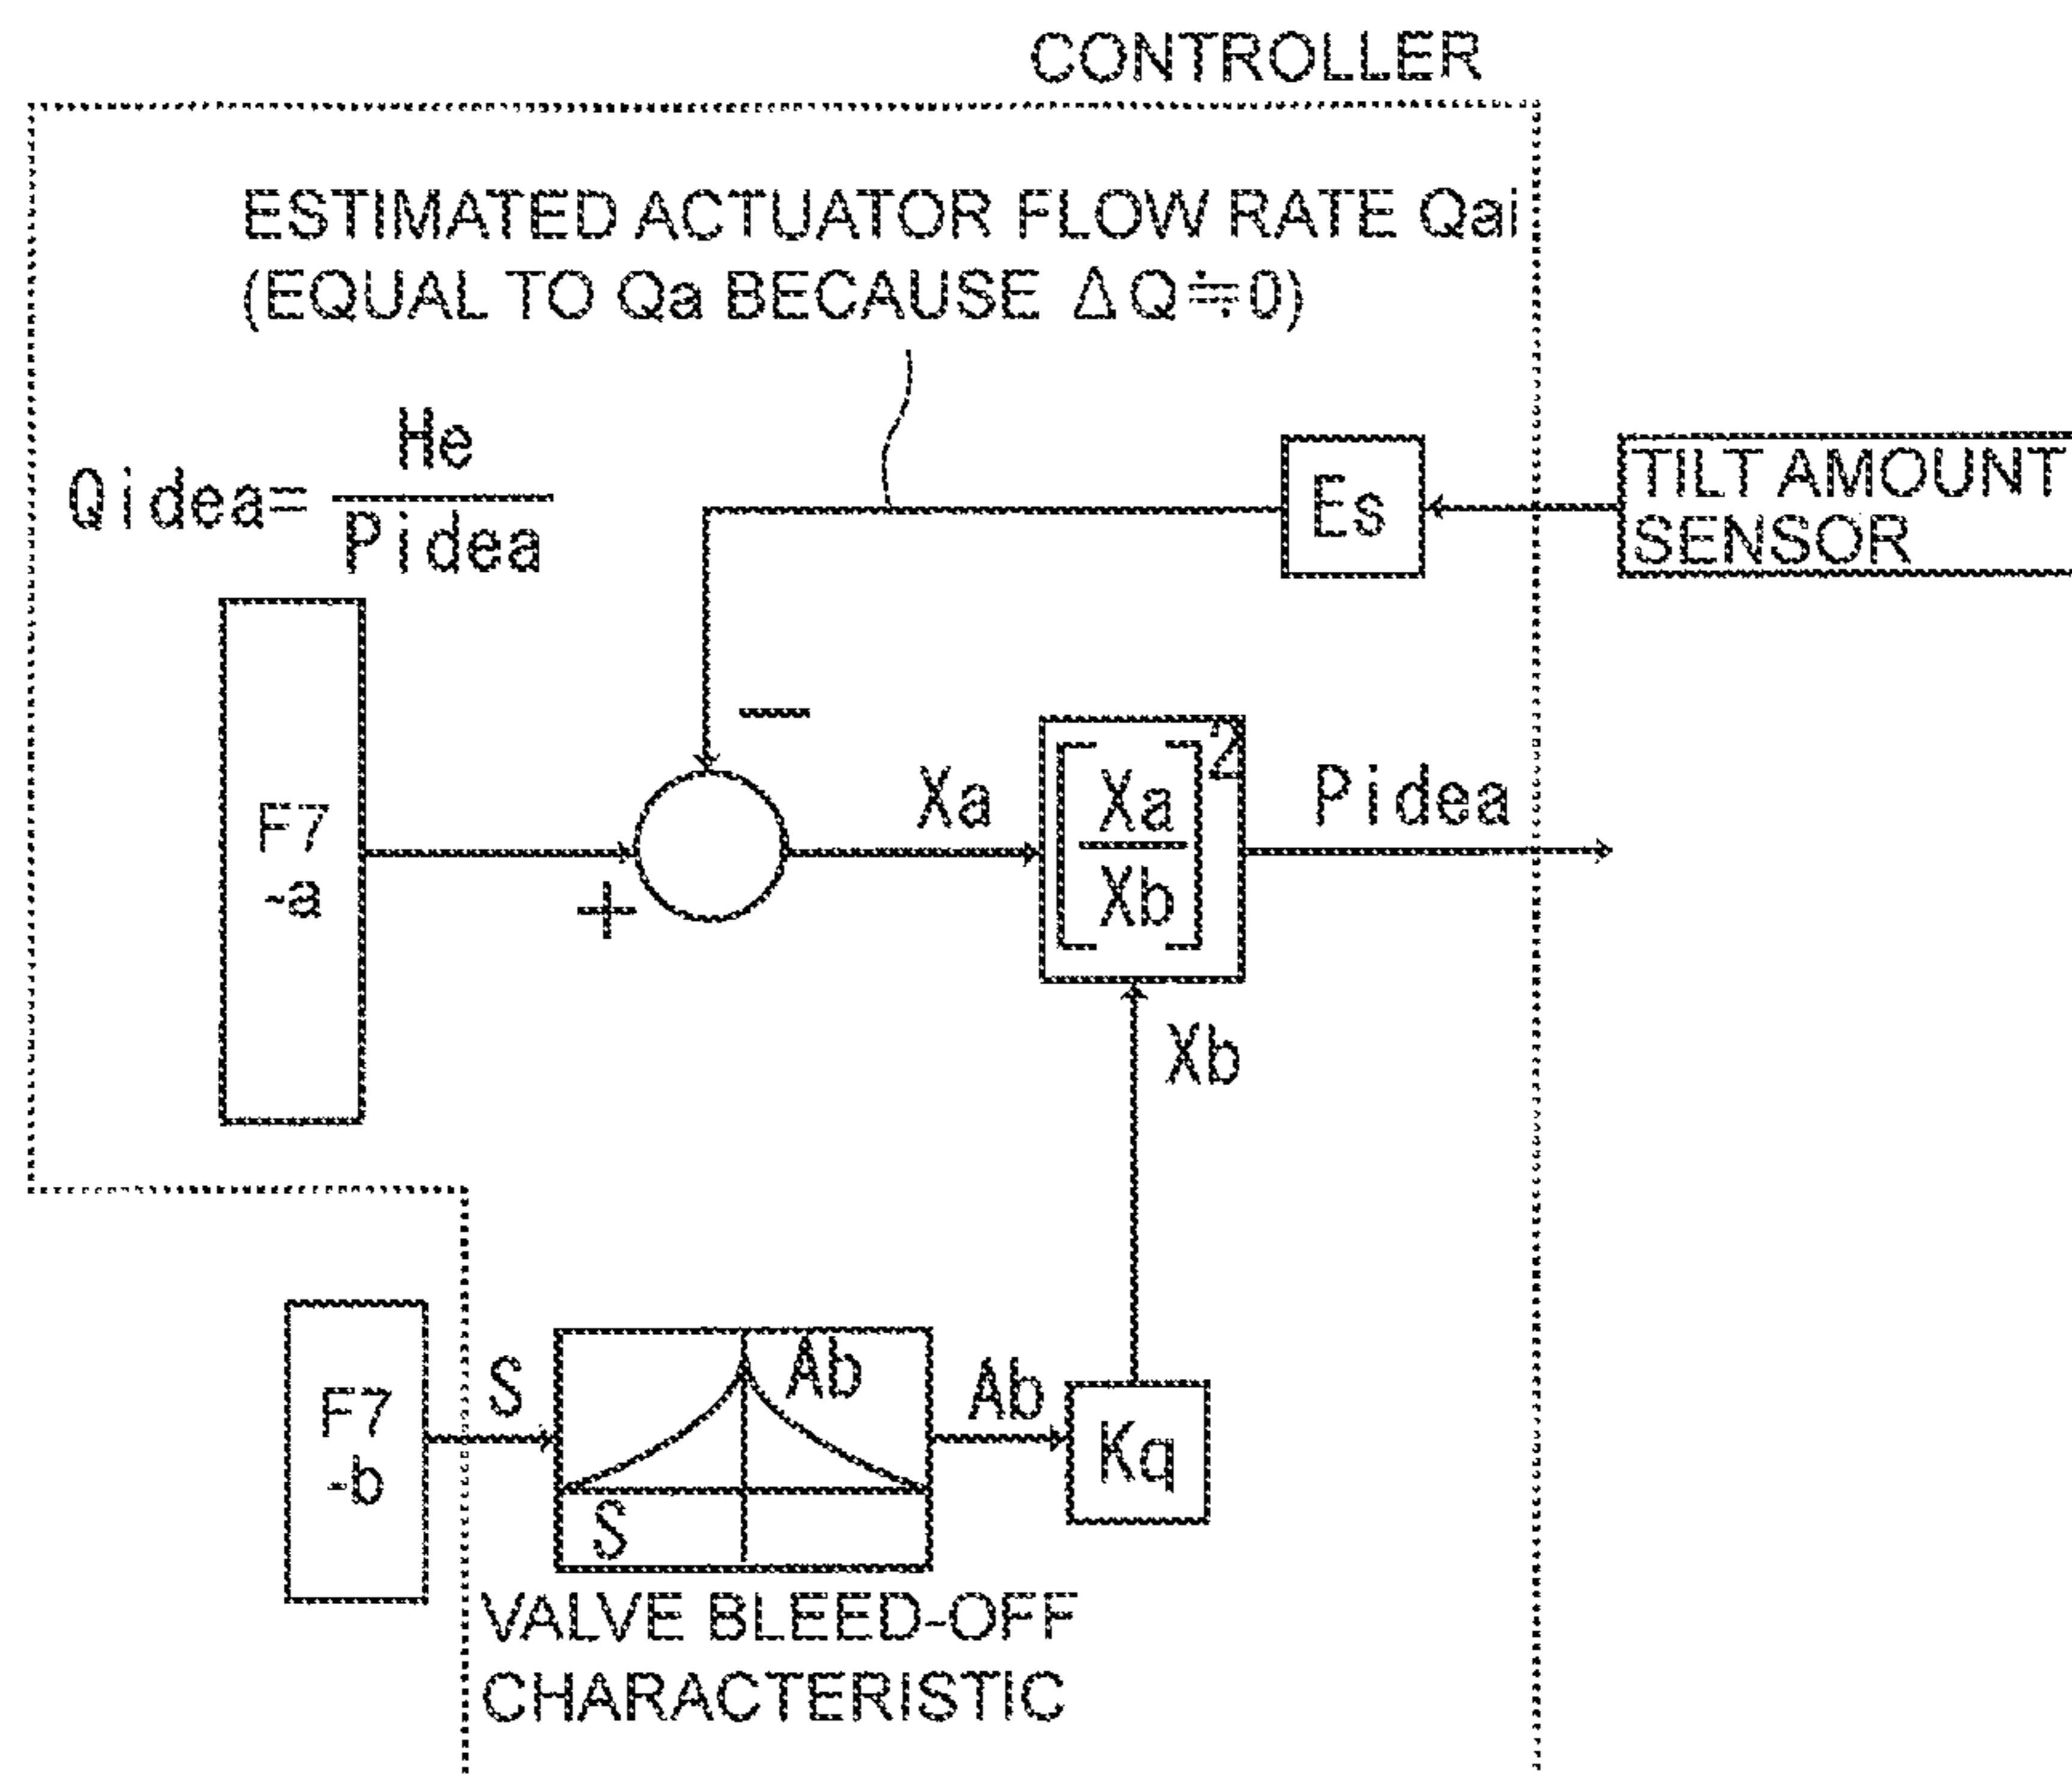 CONTROLLER
ESTIMATED ACTUATOR FLOW RATE Qai
(EQUAL TO Qa BECAUSE ΔQ≒0)
Qidea=
He
Pidea
Es
TILT AMOUNT
SENSOR
−
F7
-a
+
Xa
Xa
Xb
2
Pidea
Xb
F7
-b
S
Ab
S
Ab
Kq
VALVE BLEED-OFF
CHARACTERISTIC